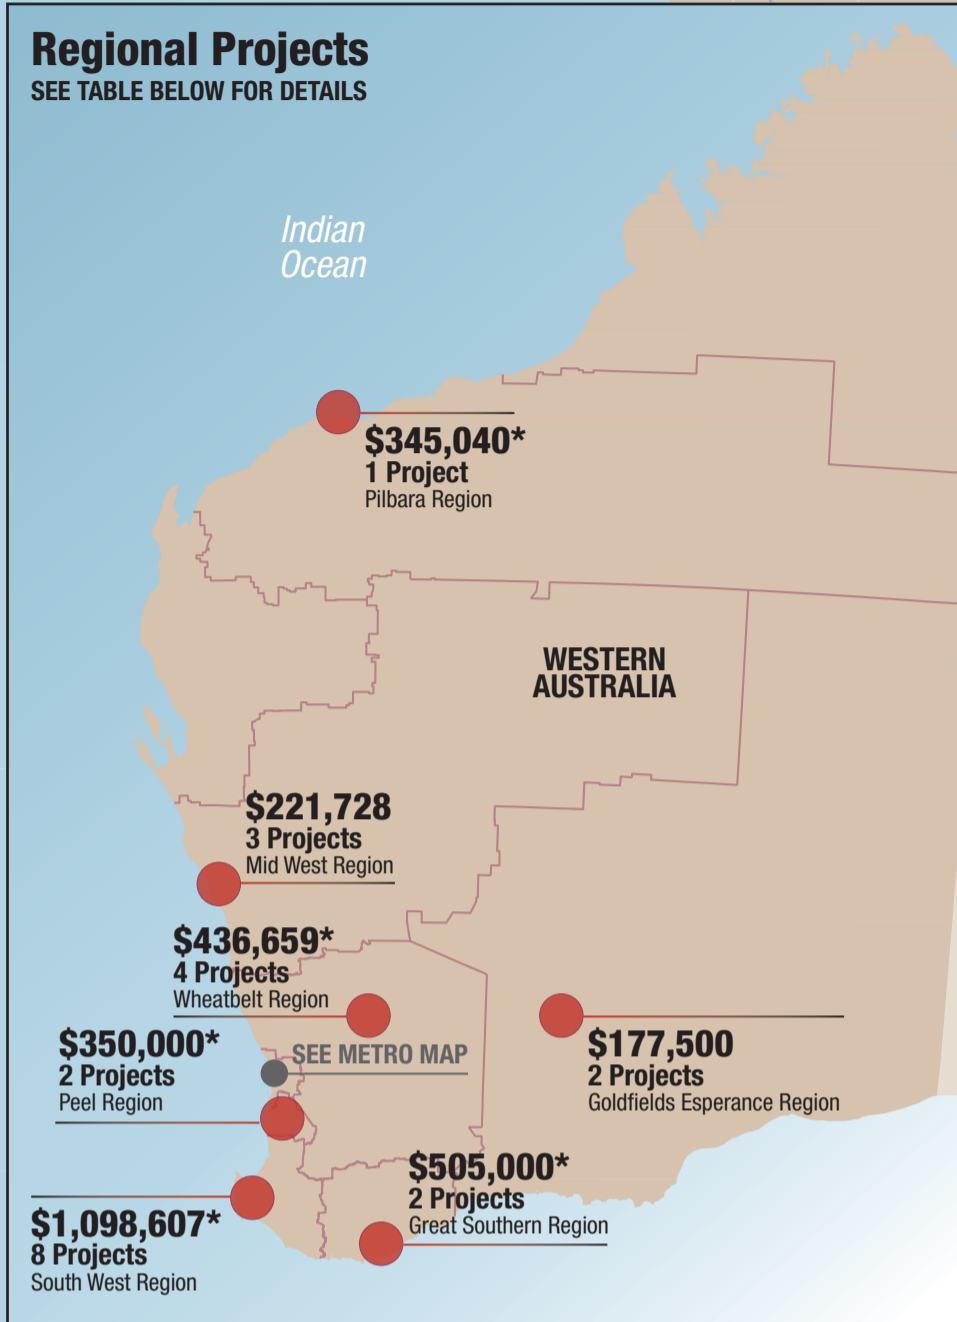 Regional Projects
SEE TABLE BELOW FOR DETAILS
Indian
Ocean
$345,040*
1 Project
Pilbara Region
WESTERN
AUSTRALIA
$221,728
3 Projects
Mid West Region
$436,659*
4 Projects
Wheatbelt Region
$350,000*
2 Projects
Peel Region
SEE METRO MAP
$177,500
2 Projects
Goldfields Esperance Region
$505,000*
2 Projects
Great Southern Region
$1,098,607*
8 Projects
South West Region